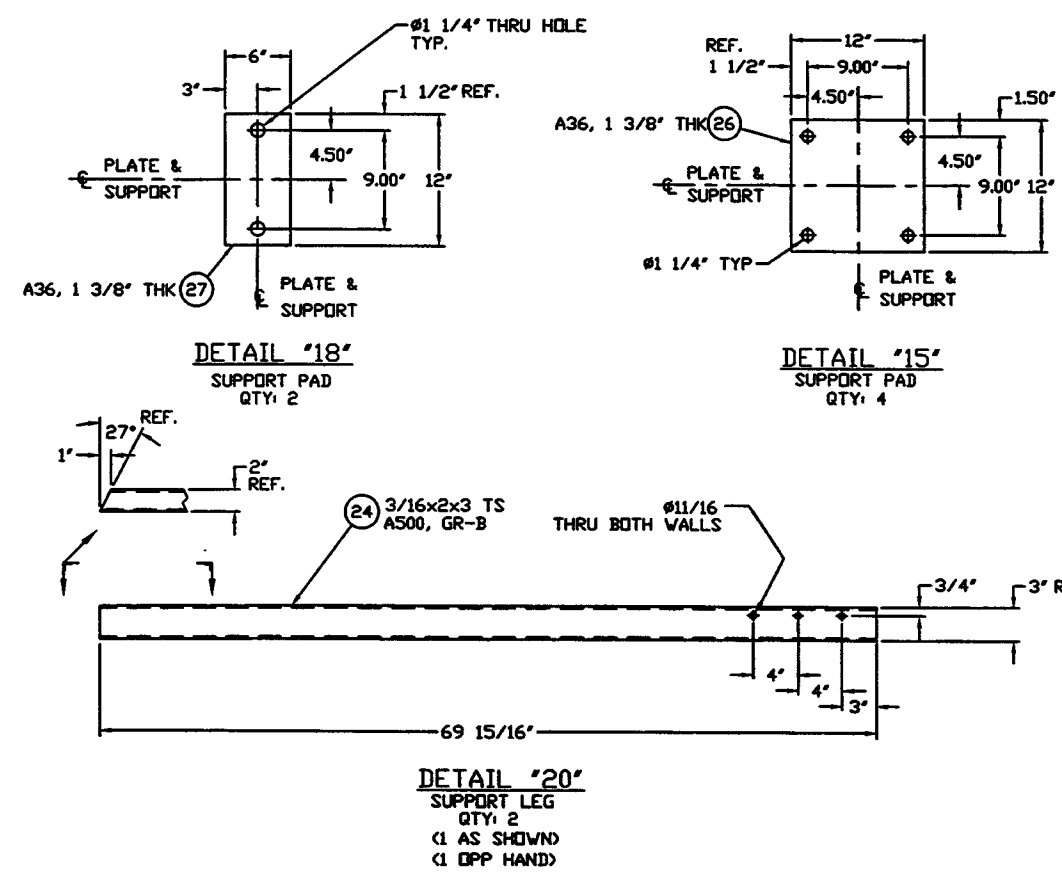 ø1 1/4" THRU HOLE
TYP.
6"
3"
1 1/2" REF.
4.50"
9.00"
12"
PLATE &
SUPPORT
℄
A36, 1 3/8" THK
27
℄
PLATE &
SUPPORT
DETAIL "18"
SUPPORT PAD
QTY: 2
REF.
1 1/2"
12"
9.00"
4.50"
1.50"
A36, 1 3/8" THK
26
4.50"
9.00"
12"
℄
PLATE &
SUPPORT
ø1 1/4" TYP
℄
PLATE &
SUPPORT
DETAIL "15"
SUPPORT PAD
QTY: 4
REF.
27°
1"
2"
REF.
24
3/16x2x3 TS
A500, GR-B
ø11/16
THRU BOTH WALLS
3/4"
3" R
4"
4"
3"
69 15/16"
DETAIL "20"
SUPPORT LEG
QTY: 2
(1 AS SHOWN)
(1 OPP HAND)